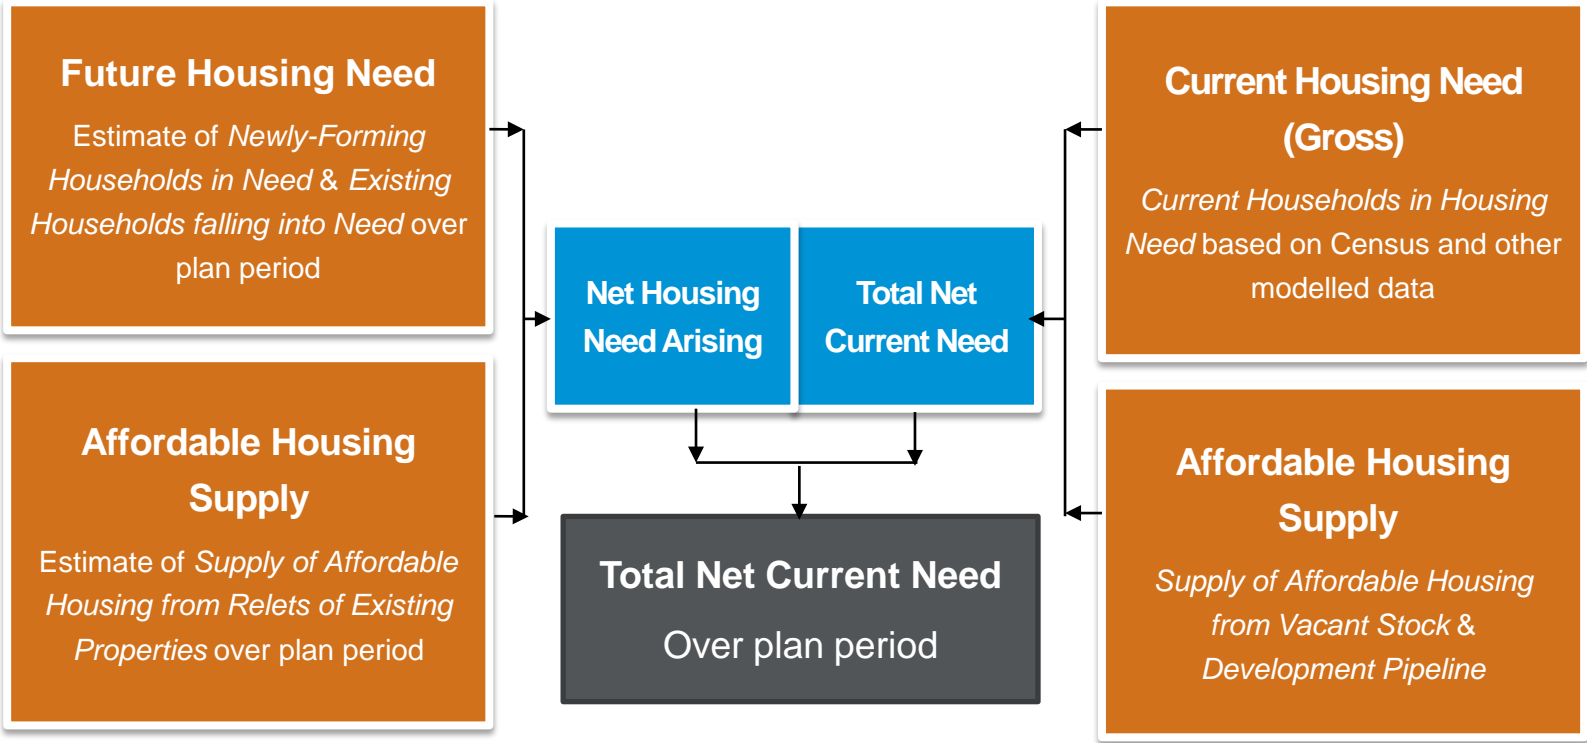 Future Housing Need
Estimate of Newly-Forming
Households in Need & Existing
Households falling into Need over
plan period
Affordable Housing
Supply
Estimate of Supply of Affordable
Housing from Relets of Existing
Properties over plan period
Net Housing
Need Arising
Total Net
Current Need
Total Net Current Need
Over plan period
Current Housing Need
(Gross)
Current Households in Housing
Need based on Census and other
modelled data
Affordable Housing
Supply
Supply of Affordable Housing
from Vacant Stock &
Development Pipeline